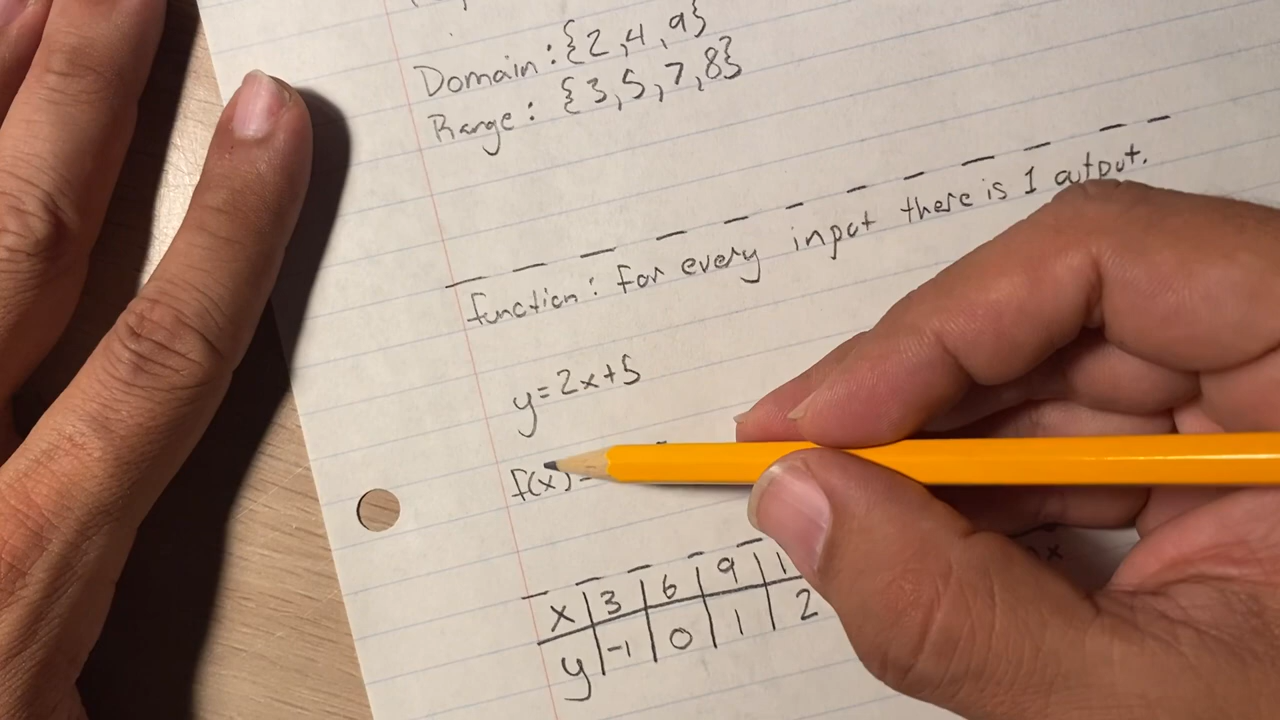 Domain: {2,4,9}
Range: {3,5,7,8}
function: for every input there is 1 output.
y=2x+5
f(x)=
x | 3 | 6 | 9 | 1
y | -1 | 0 | 1 | 2
x